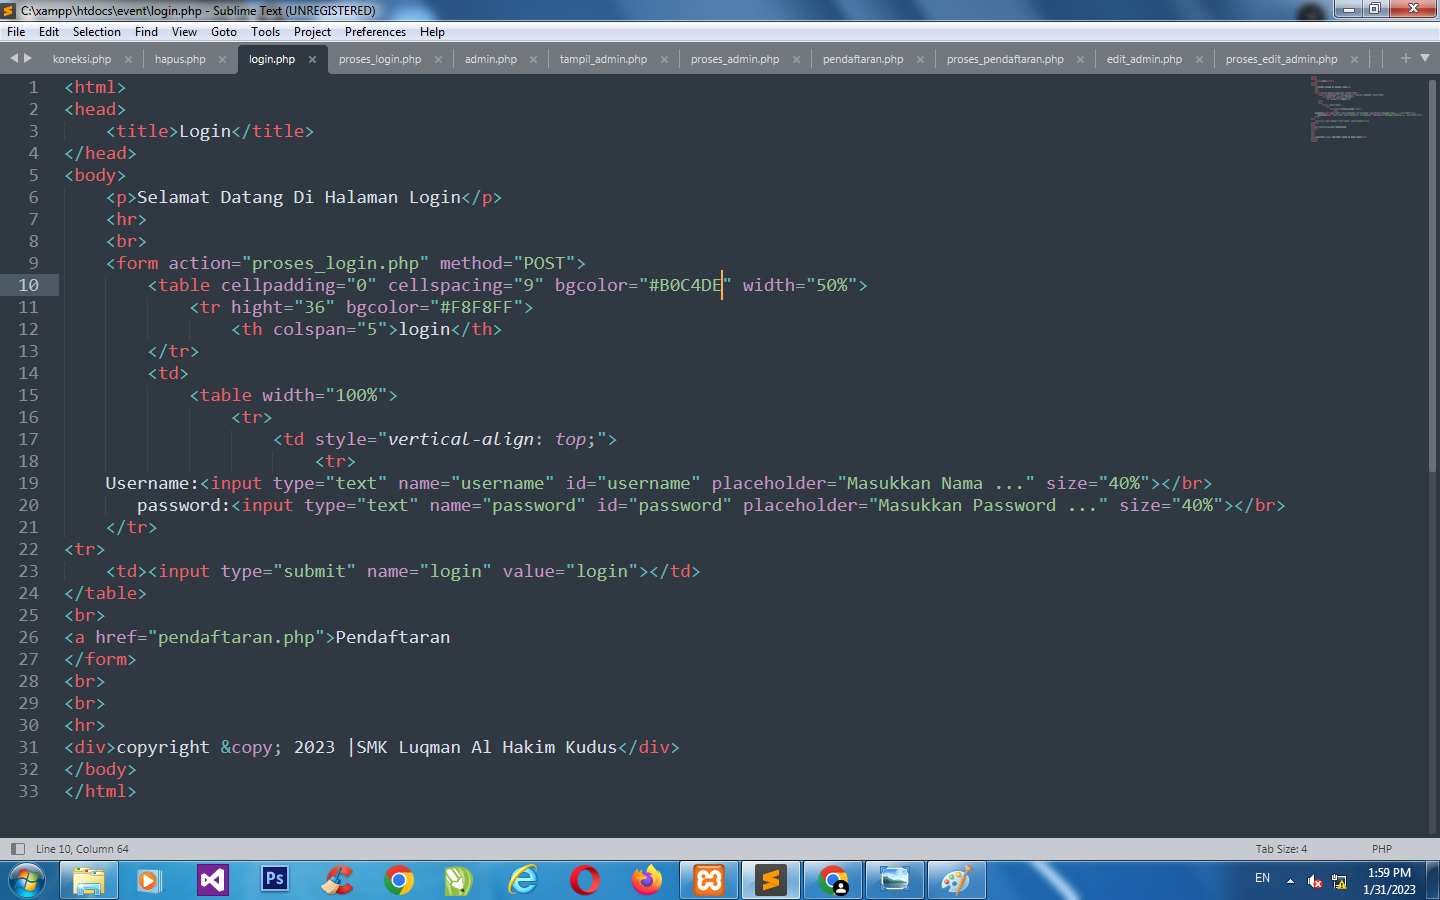 C:\xampp\htdocs\event\login.php - Sublime Text (UNREGISTERED)
File Edit Selection Find View Goto Tools Project Preferences Help
koneksi.php hapus.php login.php proses_login.php admin.php tampil_admin.php proses_admin.php pendaftaran.php proses_pendaftaran.php edit_admin.php proses_edit_admin.php
1 <html>
2 <head>
3 <title>Login</title>
4 </head>
5 <body>
6 <p>Selamat Datang Di Halaman Login</p>
7 <hr>
8 <br>
9 <form action="proses_login.php" method="POST">
10 <table cellpadding="0" cellspacing="9" bgcolor="#B0C4DE" width="50%">
11 <tr hight="36" bgcolor="#F8F8FF">
12 <th colspan="5">login</th>
13 </tr>
14 <td>
15 <table width="100%">
16 <tr>
17 <td style="vertical-align: top;">
18 <tr>
19 Username:<input type="text" name="username" id="username" placeholder="Masukkan Nama ..." size="40%"></br>
20 password:<input type="text" name="password" id="password" placeholder="Masukkan Password ..." size="40%"></br>
21 </tr>
22 <tr>
23 <td><input type="submit" name="login" value="login"></td>
24 </table>
25 <br>
26 <a href="pendaftaran.php">Pendaftaran
27 </form>
28 <br>
29 <br>
30 <hr>
31 <div>copyright &copy; 2023 |SMK Luqman Al Hakim Kudus</div>
32 </body>
33 </html>
Line 10, Column 64 Tab Size: 4 PHP
Ps
EN
1:59 PM
1/31/2023